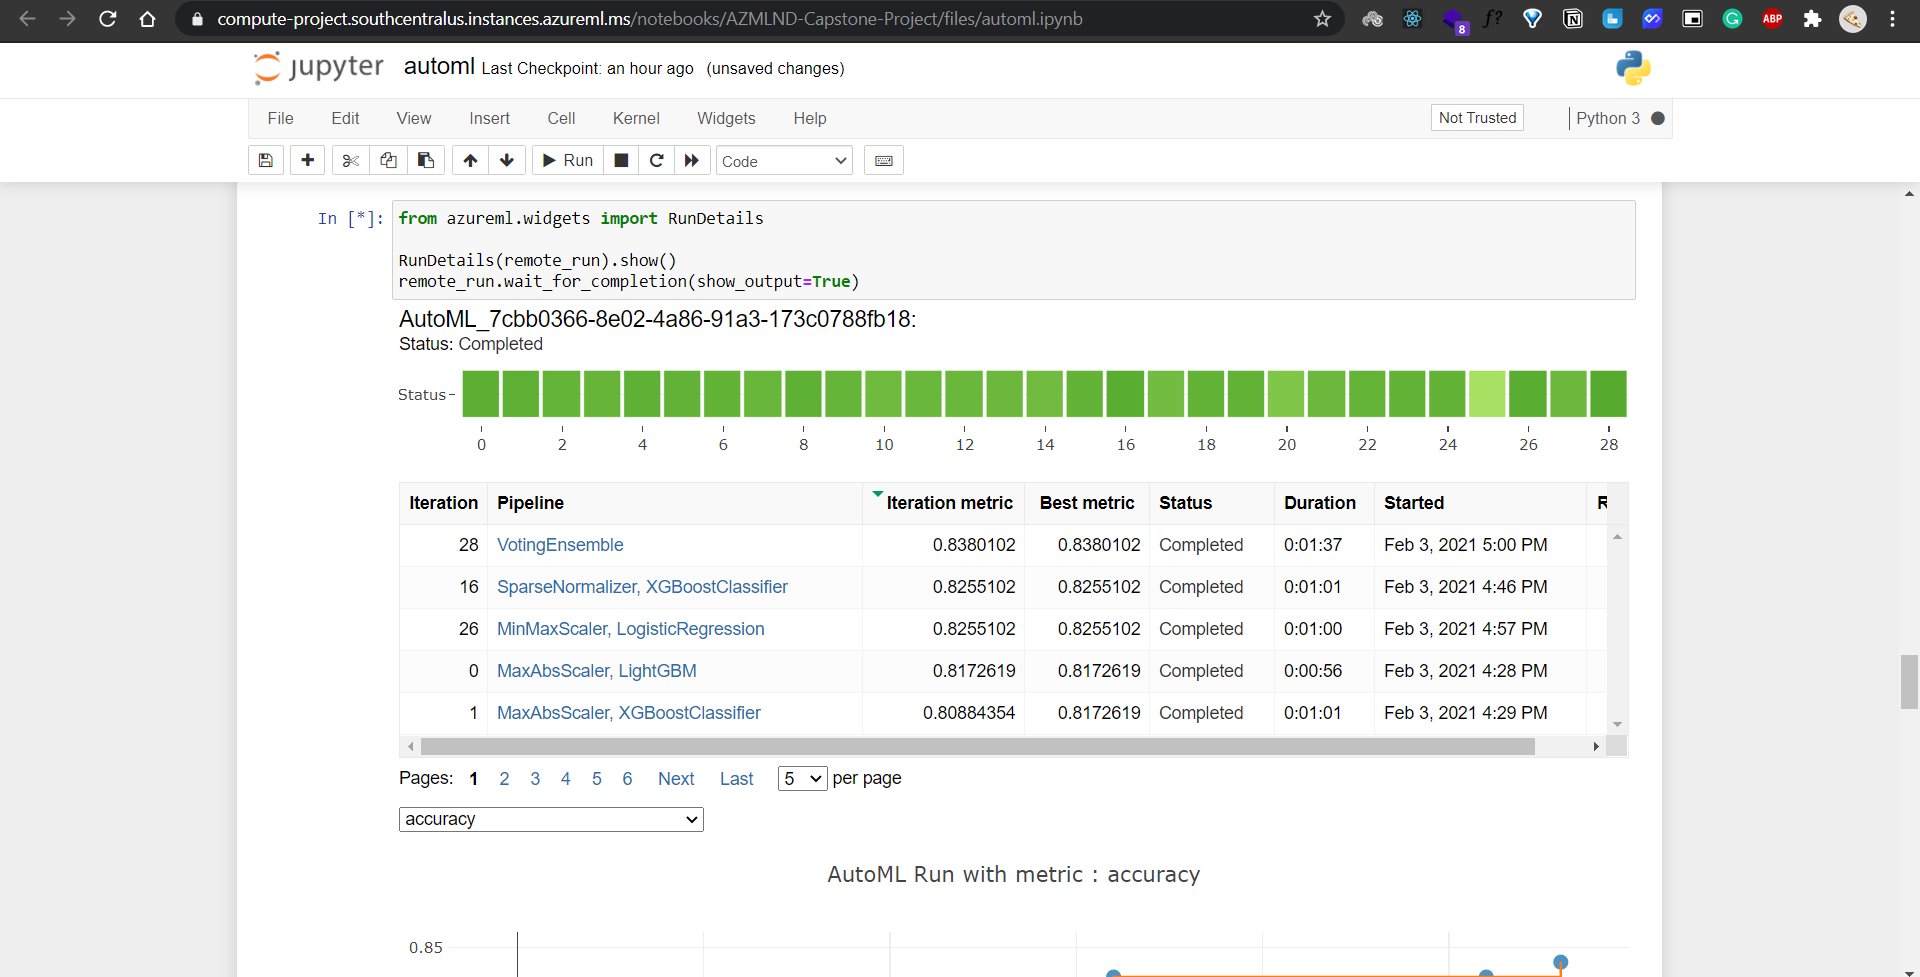 compute-project.southcentralus.instances.azureml.ms/notebooks/AZMLND-Capstone-Project/files/automl.ipynb
8
f?
ABP
jupyter automl Last Checkpoint: an hour ago (unsaved changes)
File Edit View Insert Cell Kernel Widgets Help Not Trusted Python 3
Run Code
In [*]: from azureml.widgets import RunDetails
RunDetails(remote_run).show()
remote_run.wait_for_completion(show_output=True)
AutoML_7cbb0366-8e02-4a86-91a3-173c0788fb18:
Status: Completed
Status
0 2 4 6 8 10 12 14 16 18 20 22 24 26 28
Iteration Pipeline Iteration metric Best metric Status Duration Started R
28 VotingEnsemble 0.8380102 0.8380102 Completed 0:01:37 Feb 3, 2021 5:00 PM
16 SparseNormalizer, XGBoostClassifier 0.8255102 0.8255102 Completed 0:01:01 Feb 3, 2021 4:46 PM
26 MinMaxScaler, LogisticRegression 0.8255102 0.8255102 Completed 0:01:00 Feb 3, 2021 4:57 PM
0 MaxAbsScaler, LightGBM 0.8172619 0.8172619 Completed 0:00:56 Feb 3, 2021 4:28 PM
1 MaxAbsScaler, XGBoostClassifier 0.80884354 0.8172619 Completed 0:01:01 Feb 3, 2021 4:29 PM
Pages: 1 2 3 4 5 6 Next Last 5 per page
accuracy
AutoML Run with metric : accuracy
0.85